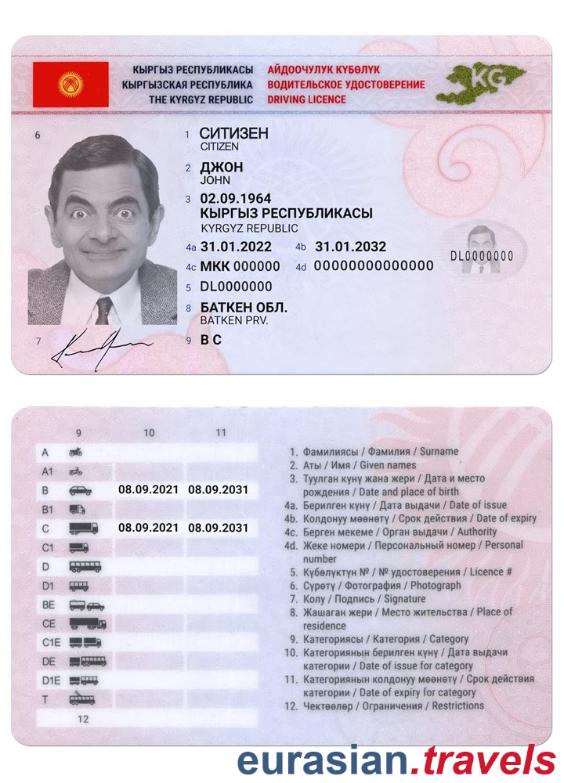 КЫРГЫЗ РЕСПУБЛИКАСЫ АЙДООЧУЛУК КҮБӨЛҮК
КЫРГЫЗСКАЯ РЕСПУБЛИКА ВОДИТЕЛЬСКОЕ УДОСТОВЕРЕНИЕ
THE KYRGYZ REPUBLIC DRIVING LICENCE
KG
6
1 СИТИЗЕН
CITIZEN
2 ДЖОН
JOHN
3 02.09.1964
КЫРГЫЗ РЕСПУБЛИКАСЫ
KYRGYZ REPUBLIC
4a 31.01.2022 4b 31.01.2032
4c МКК 000000 4d 00000000000000
5 DL0000000
DL0000000
8 БАТКЕН ОБЛ.
BATKEN PRV.
7
9 B C
9 10 11
A
A1
B 08.09.2021 08.09.2031
B1
C 08.09.2021 08.09.2031
C1
D
D1
BE
CE
C1E
DE
D1E
T
12
1. Фамилиясы / Фамилия / Surname
2. Аты / Имя / Given names
3. Туулган күнү жана жери / Дата и место
рождения / Date and place of birth
4a. Берилген күнү / Дата выдачи / Date of issue
4b. Колдонуу мөөнөтү / Срок действия / Date of expiry
4c. Берген мекеме / Орган выдачи / Authority
4d. Жеке номери / Персональный номер / Personal
number
5. Күбөлүктүн № / № удостоверения / Licence #
6. Сүрөтү / Фотография / Photograph
7. Колу / Подпись / Signature
8. Жашаган жери / Место жительства / Place of
residence
9. Категориясы / Категория / Category
10. Категориянын берилген күнү / Дата выдачи
категории / Date of issue for category
11. Категориянын колдонуу мөөнөтү / Срок действия
категории / Date of expiry for category
12. Чектөөлөр / Ограничения / Restrictions
eurasian.travels